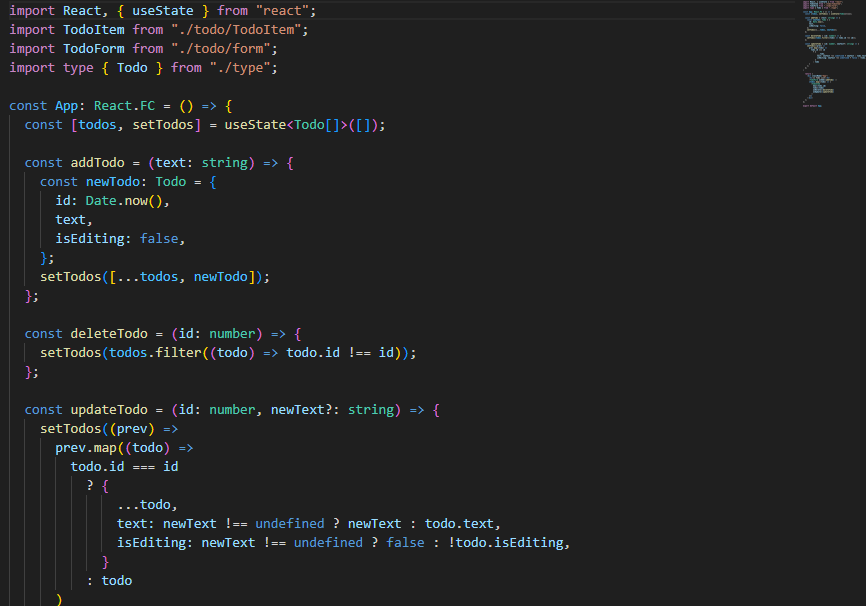 import React, { useState } from "react";
import TodoItem from "./todo/TodoItem";
import TodoForm from "./todo/form";
import type { Todo } from "./type";

const App: React.FC = () => {
  const [todos, setTodos] = useState<Todo[]>([]);

  const addTodo = (text: string) => {
    const newTodo: Todo = {
      id: Date.now(),
      text,
      isEditing: false,
    };
    setTodos([...todos, newTodo]);
  };

  const deleteTodo = (id: number) => {
    setTodos(todos.filter((todo) => todo.id !== id));
  };

  const updateTodo = (id: number, newText?: string) => {
    setTodos((prev) =>
      prev.map((todo) =>
        todo.id === id
          ? {
              ...todo,
              text: newText !== undefined ? newText : todo.text,
              isEditing: newText !== undefined ? false : !todo.isEditing,
            }
          : todo
      )